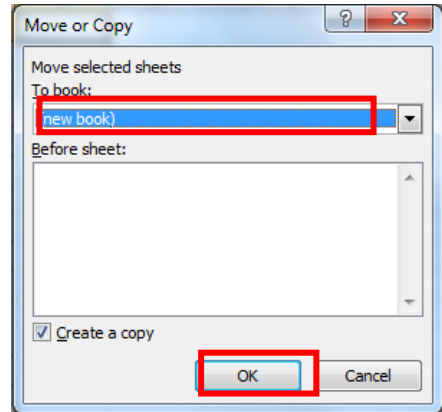 Move or Copy
Move selected sheets
To book:
(new book)
Before sheet:
Create a copy
OK Cancel